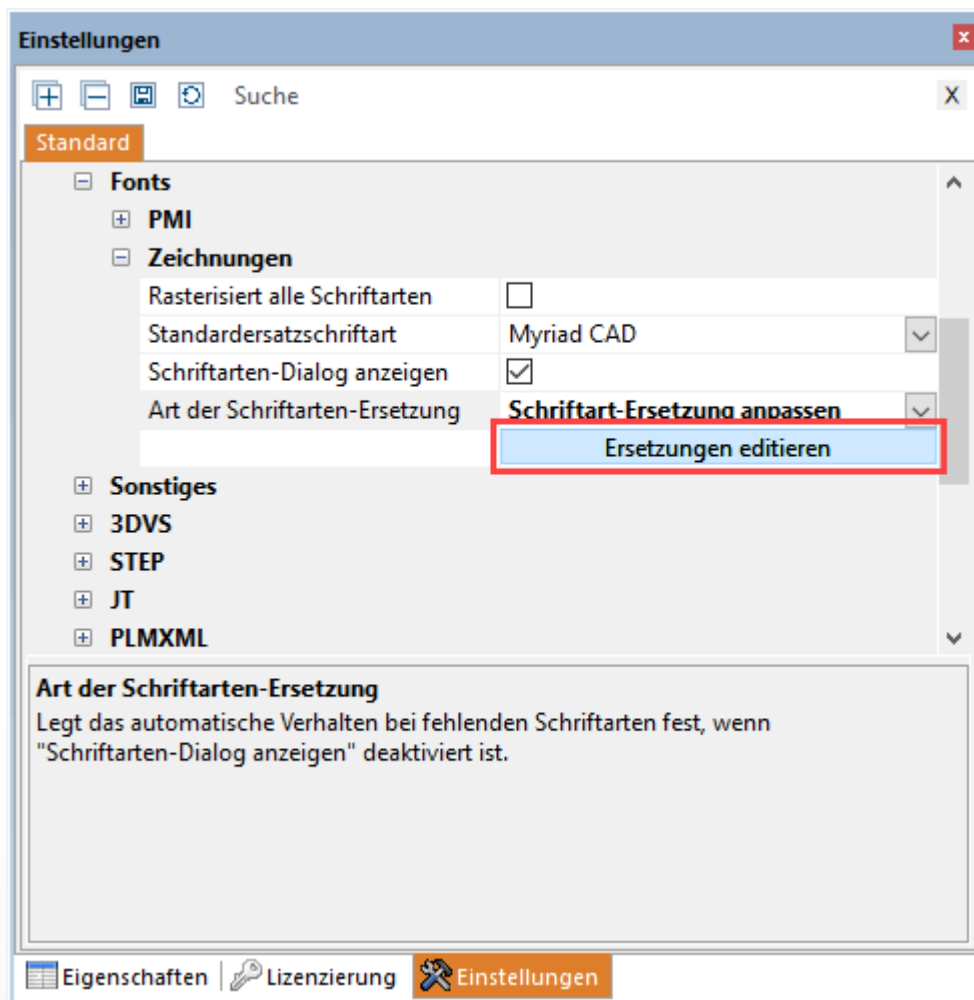 Einstellungen
x
Suche
X
Standard
Fonts
PMI
Zeichnungen
Rasterisiert alle Schriftarten
Standardersatzschriftart Myriad CAD
Schriftarten-Dialog anzeigen
Art der Schriftarten-Ersetzung Schriftart-Ersetzung anpassen
Ersetzungen editieren
Sonstiges
3DVS
STEP
JT
PLMXML
Art der Schriftarten-Ersetzung
Legt das automatische Verhalten bei fehlenden Schriftarten fest, wenn
"Schriftarten-Dialog anzeigen" deaktiviert ist.
Eigenschaften Lizenzierung Einstellungen